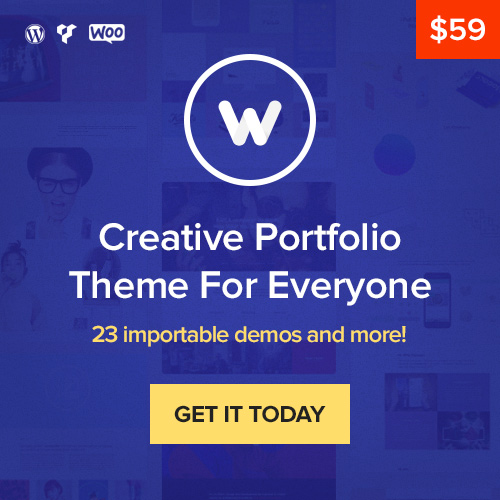 WOO
$59
W
Creative Portfolio
Theme For Everyone
23 importable demos and more!
GET IT TODAY